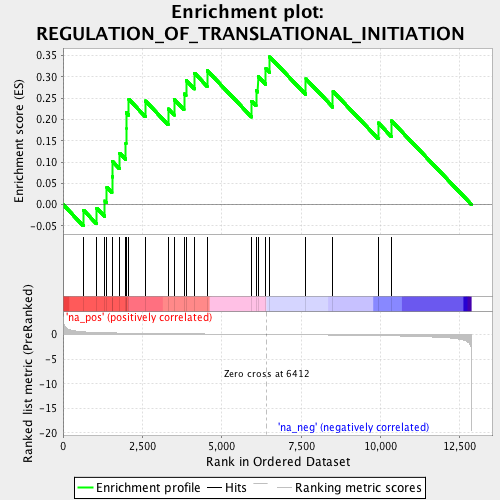 Enrichment plot:
REGULATION_OF_TRANSLATIONAL_INITIATION
Enrichment score (ES)
0.35
0.30
0.25
0.20
0.15
0.10
0.05
0.00
-0.05
'na_pos' (positively correlated)
Ranked list metric (PreRanked)
0
-5
-10
-15
-20
Zero cross at 6412
'na_neg' (negatively correlated)
0
2,500
5,000
7,500
10,000
12,500
Rank in Ordered Dataset
Enrichment profile
Hits
Ranking metric scores